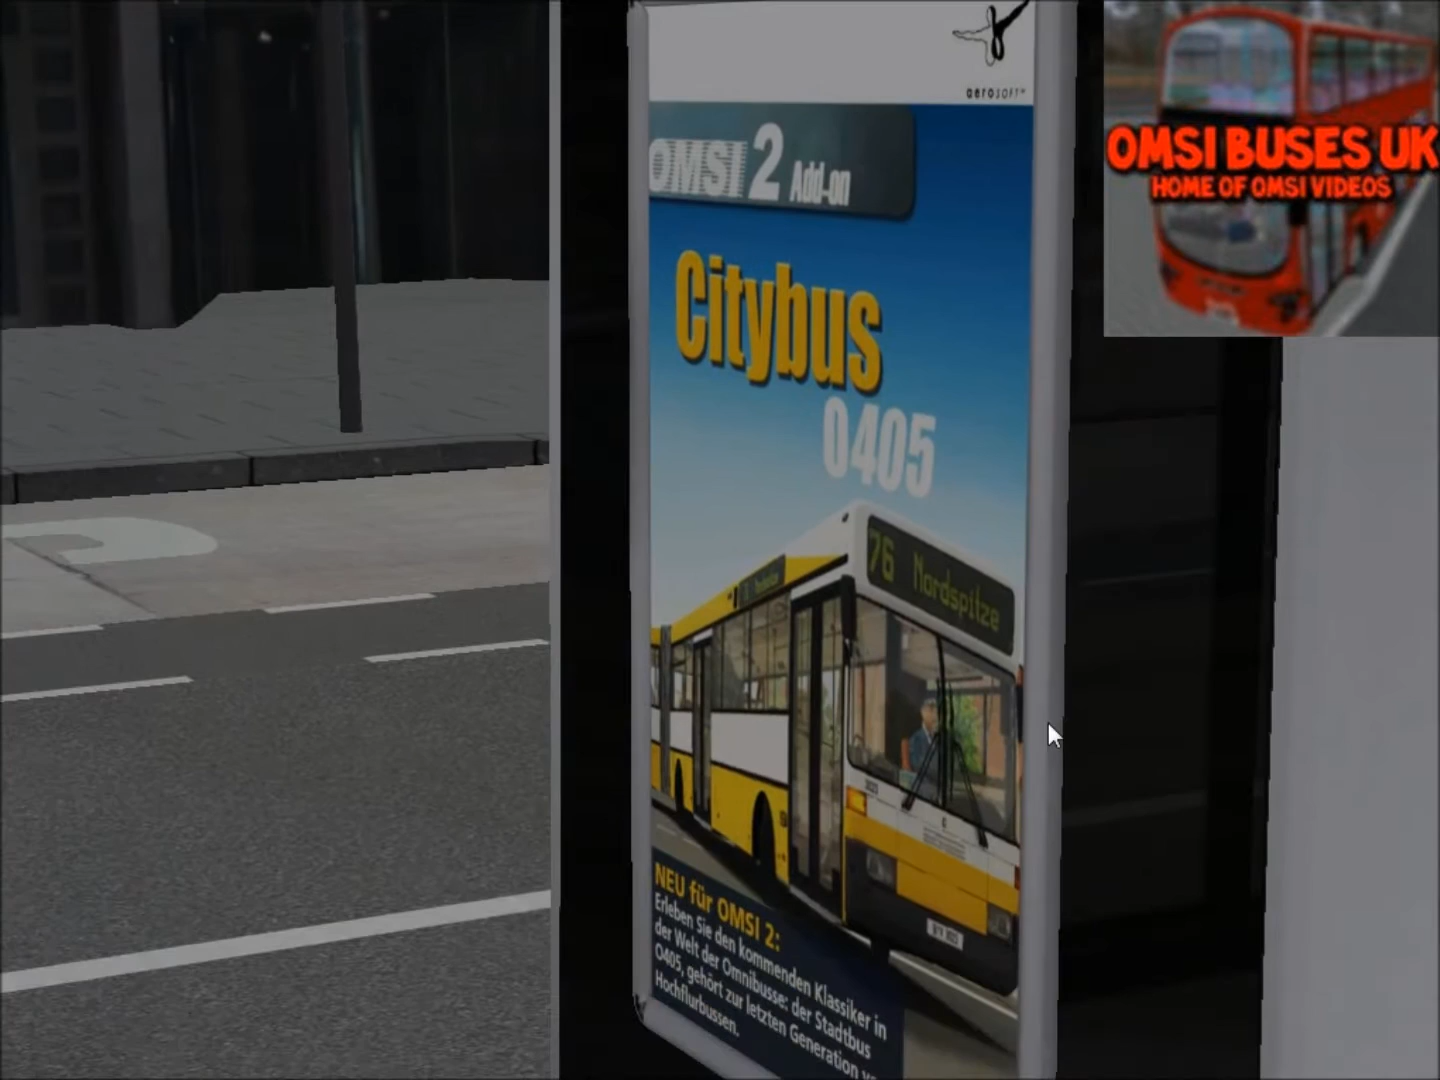 aerosoft™
OMSI BUSES UK
HOME OF OMSI VIDEOS
OMSI 2 Add-on
Citybus
O405
76 Nordspitze
NEU für OMSI 2:
Erleben Sie den kommenden Klassiker in
der Welt der Omnibusse: der Stadtbus
O405, gehört zur letzten Generation
Hochflurbussen.